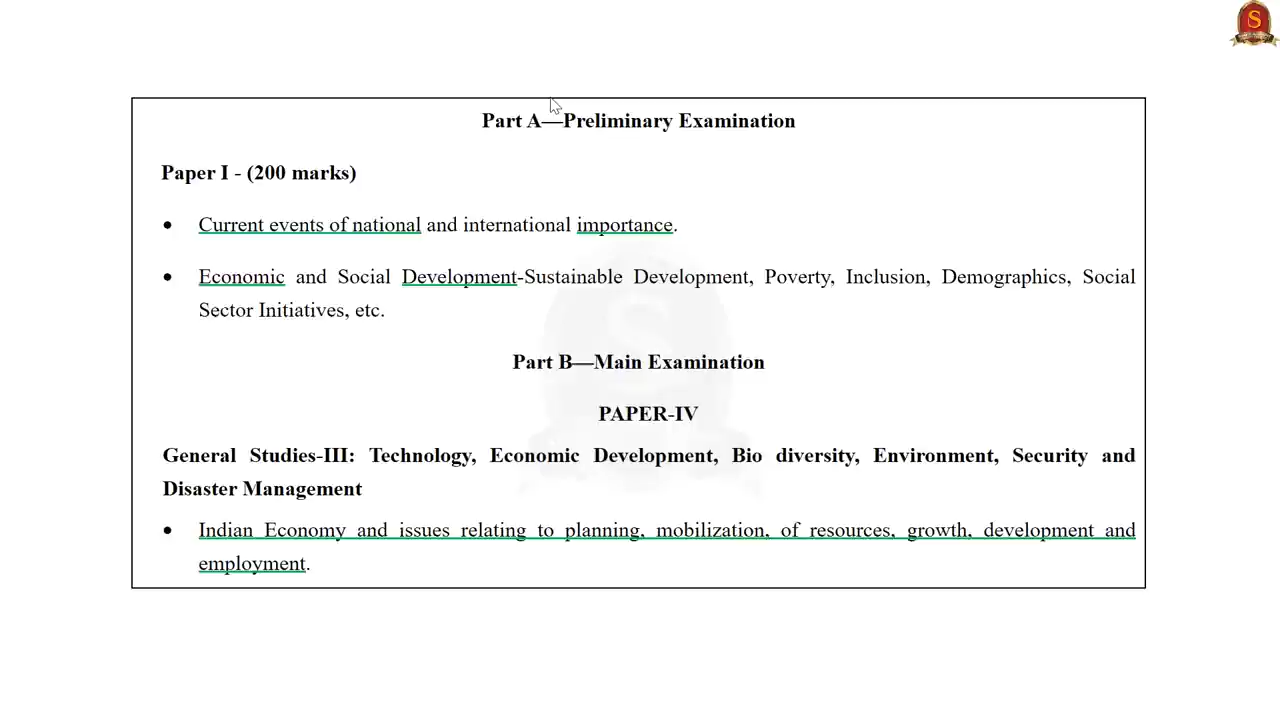 S
Part A—Preliminary Examination
Paper I - (200 marks)
• Current events of national and international importance.
• Economic and Social Development-Sustainable Development, Poverty, Inclusion, Demographics, Social
Sector Initiatives, etc.
Part B—Main Examination
PAPER-IV
General Studies-III: Technology, Economic Development, Bio diversity, Environment, Security and
Disaster Management
• Indian Economy and issues relating to planning, mobilization, of resources, growth, development and
employment.